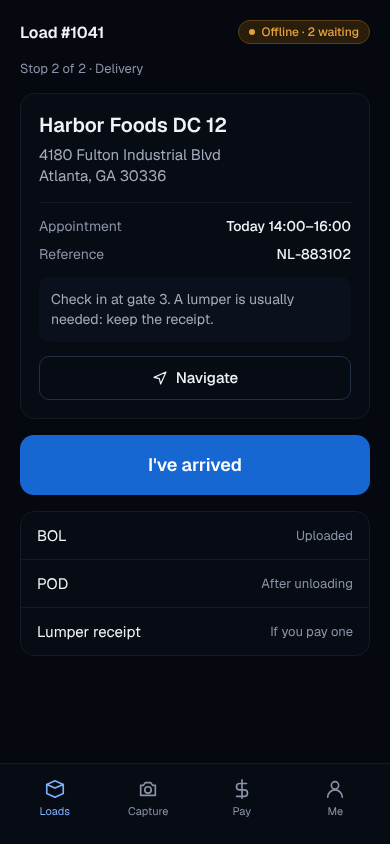 Load #1041
Offline · 2 waiting
Stop 2 of 2 · Delivery
Harbor Foods DC 12
4180 Fulton Industrial Blvd
Atlanta, GA 30336
Appointment
Today 14:00–16:00
Reference
NL-883102
Check in at gate 3. A lumper is usually
needed: keep the receipt.
Navigate
I've arrived
BOL
Uploaded
POD
After unloading
Lumper receipt
If you pay one
Loads
Capture
Pay
Me